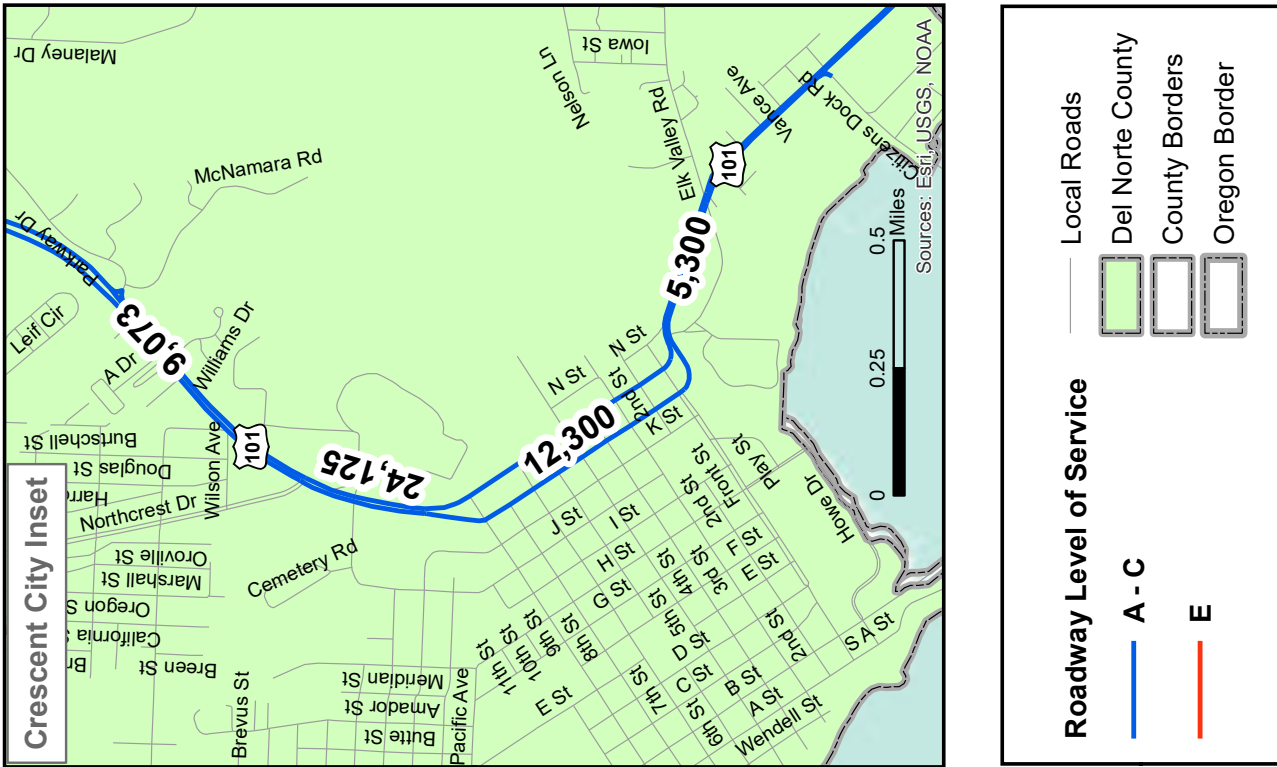 Crescent City Inset
Malaney Dr
McNamara Rd
Parkway Dr
Leif Cir
A Dr
9,073
Williams Dr
Burtschell St
Douglas St
Northcrest Dr
Wilson Ave
101
24,125
Oroville St
Marshall St
Oregon S
California S
Br
Breen St
Cemetery Rd
Brevus St
Meridian St
Amador St
Butte St
Pacific Ave
Nelson Ln
Iowa St
Elk Valley Rd
Vance Ave
Citizens Dock Rd
101
5,300
12,300
N St
N St
2nd St
K St
J St
I St
H St
G St
2nd St
Front St
Play St
Howe Dr
F St
E St
3rd St
4th St
5th St
D St
11th St
10th St
9th St
8th St
E St
7th St
C St
6th St
B St
A St
2nd St
S A St
Wendell St
0 0.25 0.5
Miles
Sources: Esri, USGS, NOAA
Roadway Level of Service
A - C
E
Local Roads
Del Norte County
County Borders
Oregon Border